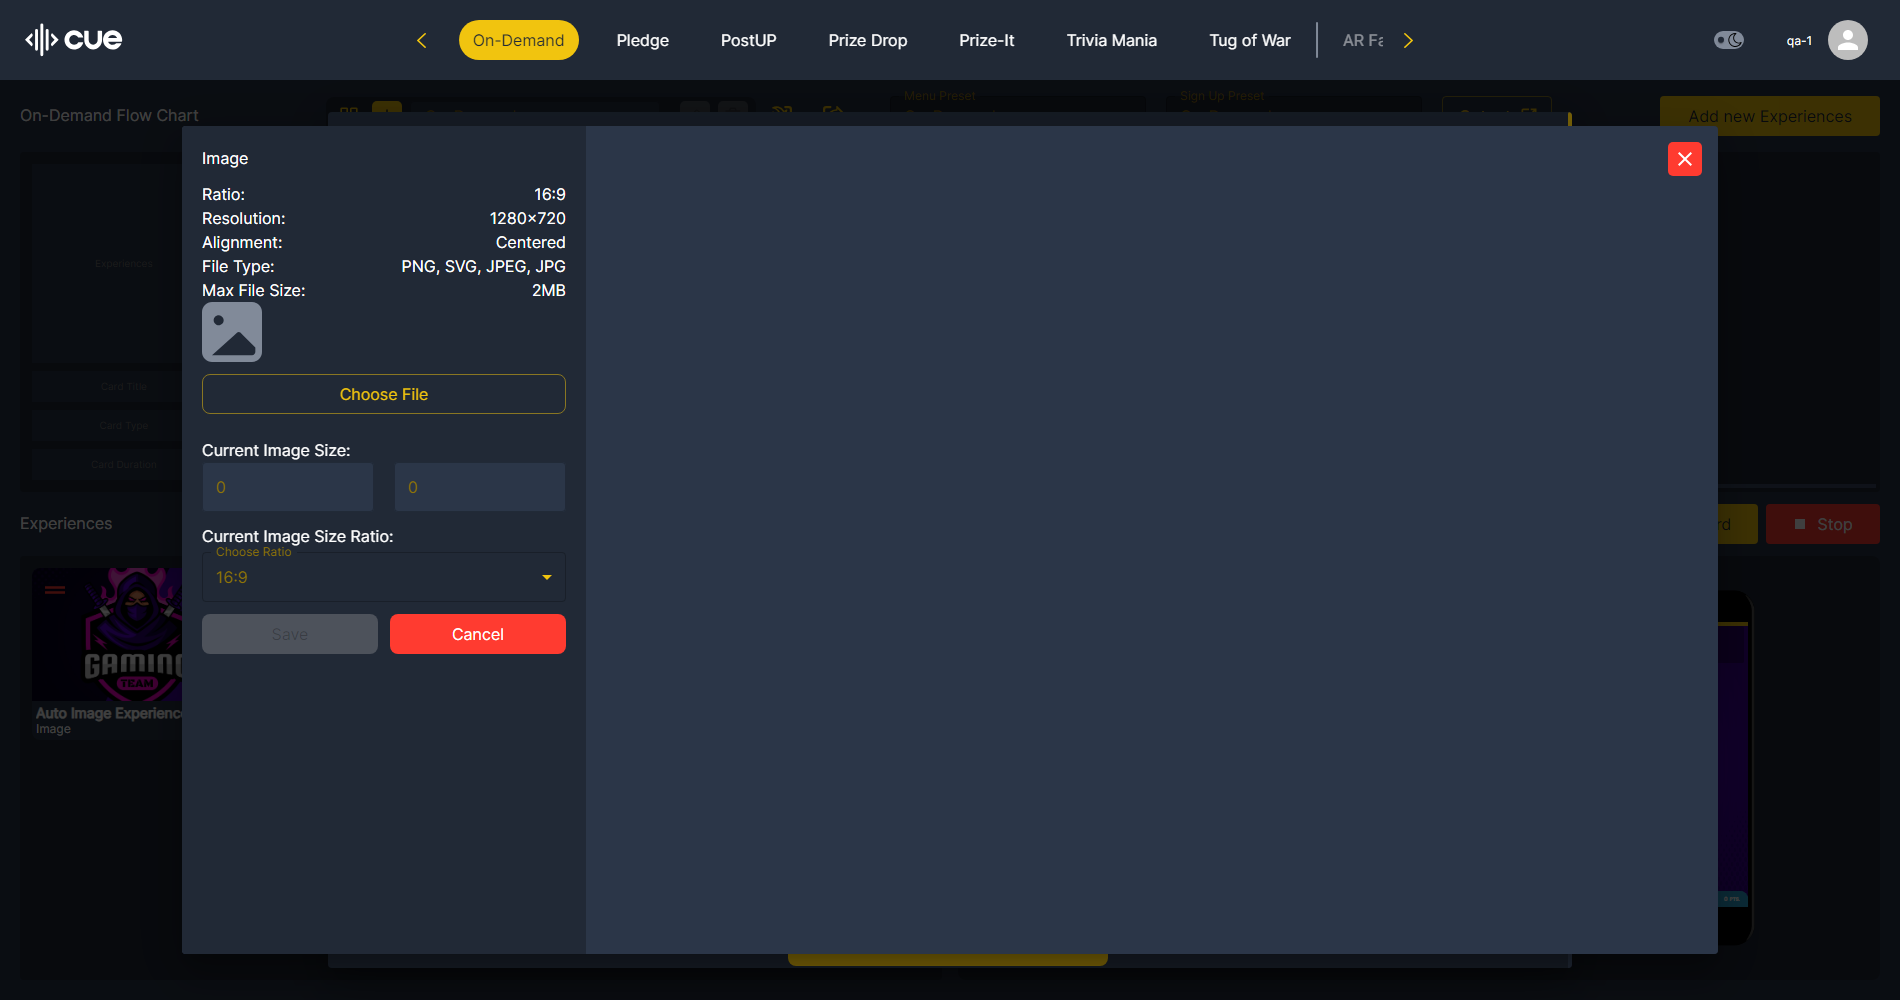 cue
On-Demand
Pledge
PostUP
Prize Drop
Prize-It
Trivia Mania
Tug of War
AR Fa
qa-1
On-Demand Flow Chart
Menu Preset
Sign Up Preset
Add new Experiences
Image
Ratio: 16:9
Resolution: 1280×720
Alignment: Centered
File Type: PNG, SVG, JPEG, JPG
Max File Size: 2MB
Choose File
Current Image Size:
0 0
Current Image Size Ratio:
Choose Ratio
16:9
Save Cancel
Experiences
Card Title
Card Type
Card Duration
Experiences
rd
Stop
GAMING
TEAM
Auto Image Experience
Image